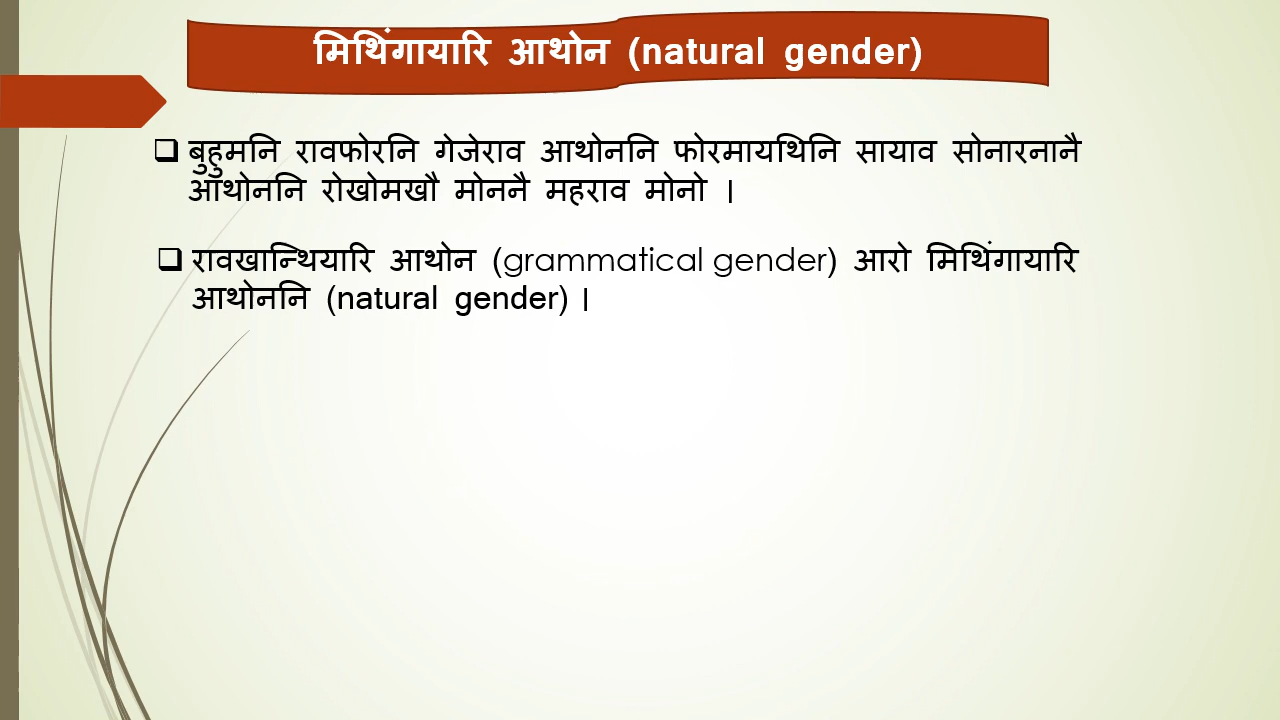 मिथिंगायारि आथोन (natural gender)
बुहुमनि रावफोरनि गेजेराव आथोननि फोरमायथिनि सायाव सोनारनानै
आथोननि रोखोमखौ मोननै महराव मोनो ।
रावखान्थियारि आथोन (grammatical gender) आरो मिथिंगायारि
आथोननि (natural gender) ।